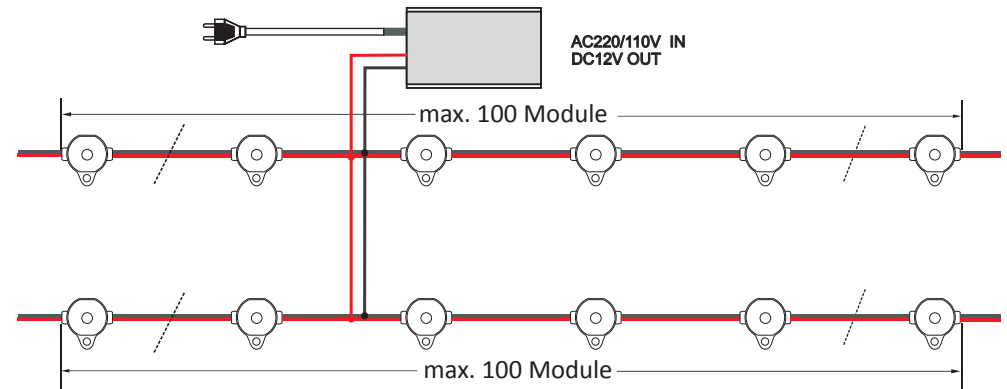 AC220/110V IN
DC12V OUT
max. 100 Module
max. 100 Module